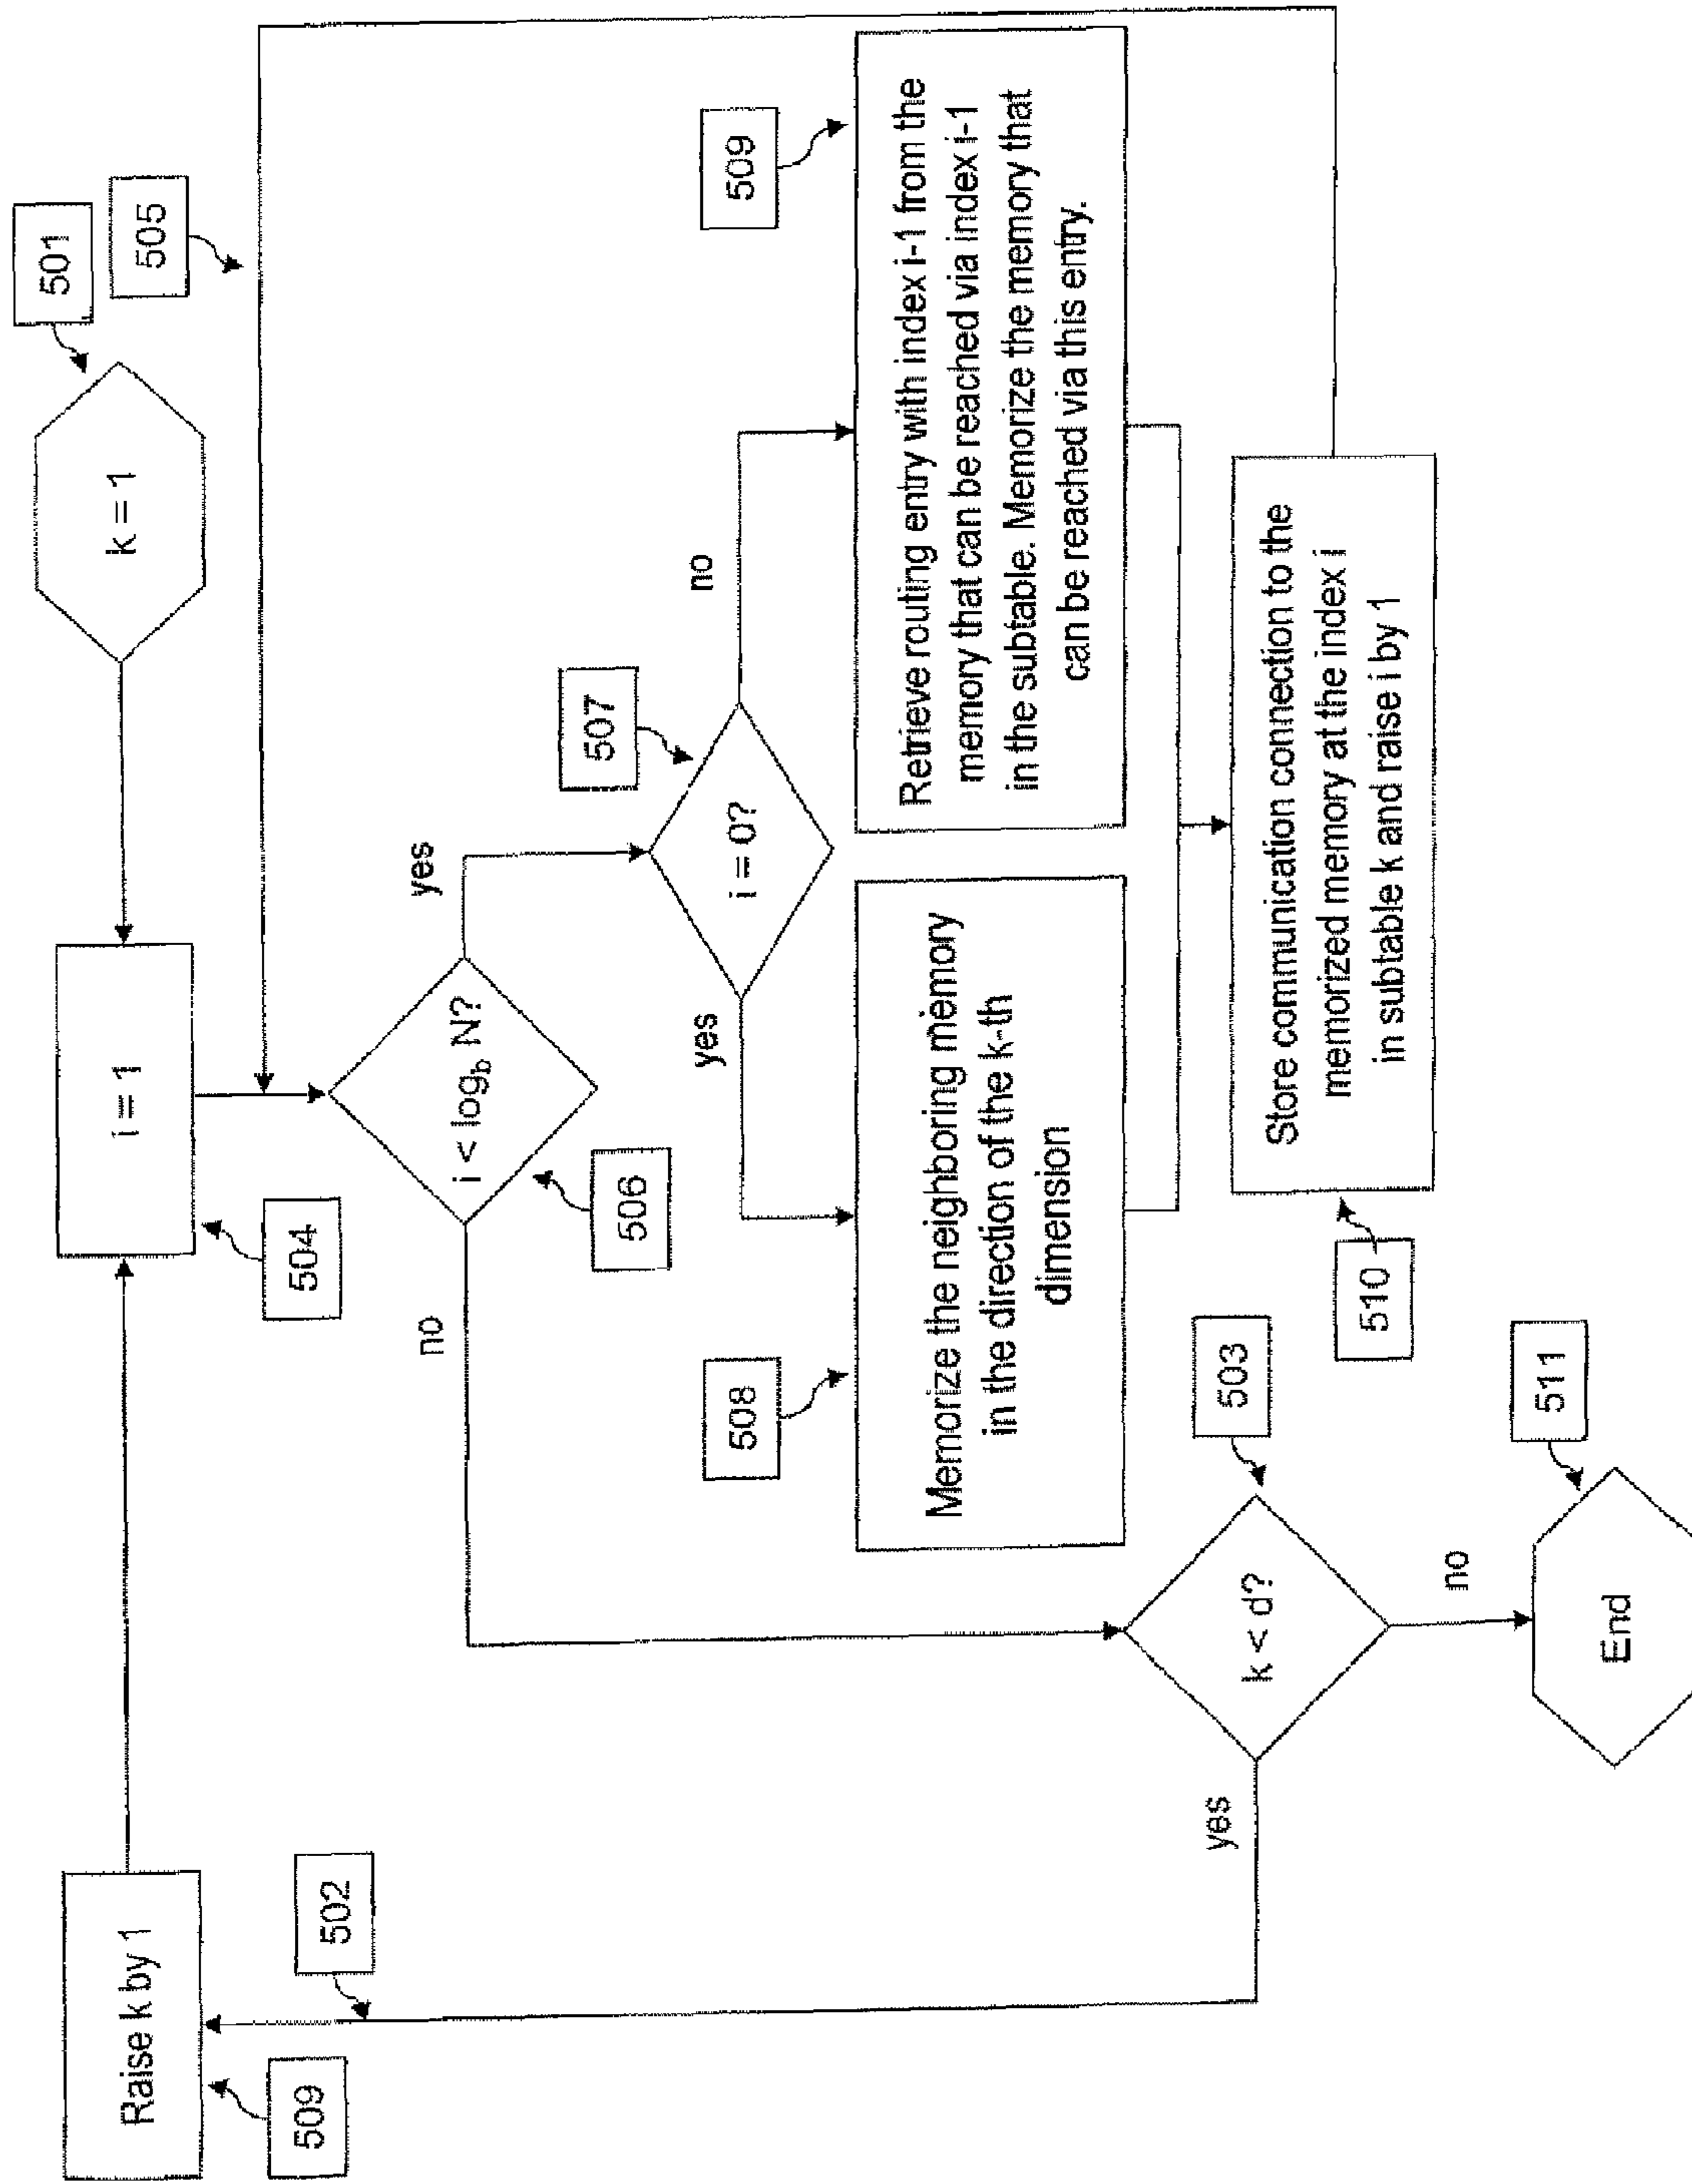 k = 1
501
505
Raise k by 1
509
502
i = 1
504
i < log_b N?
506
yes
no
i = 0?
507
yes
no
508
Memorize the neighboring memory
in the direction of the k-th
dimension
509
Retrieve routing entry with index i-1 from the
memory that can be reached via index i-1
in the subtable. Memorize the memory that
can be reached via this entry.
Store communication connection to the
memorized memory at the index i
in subtable k and raise i by 1
510
k < d?
503
yes
no
End
511